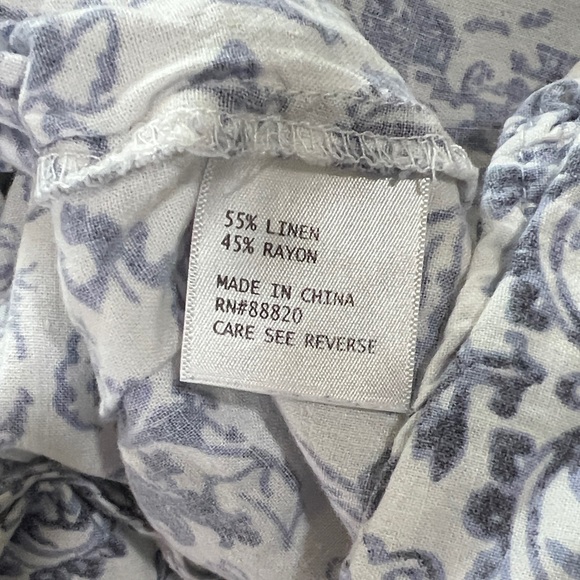 55% LINEN
45% RAYON
MADE IN CHINA
RN#88820
CARE SEE REVERSE